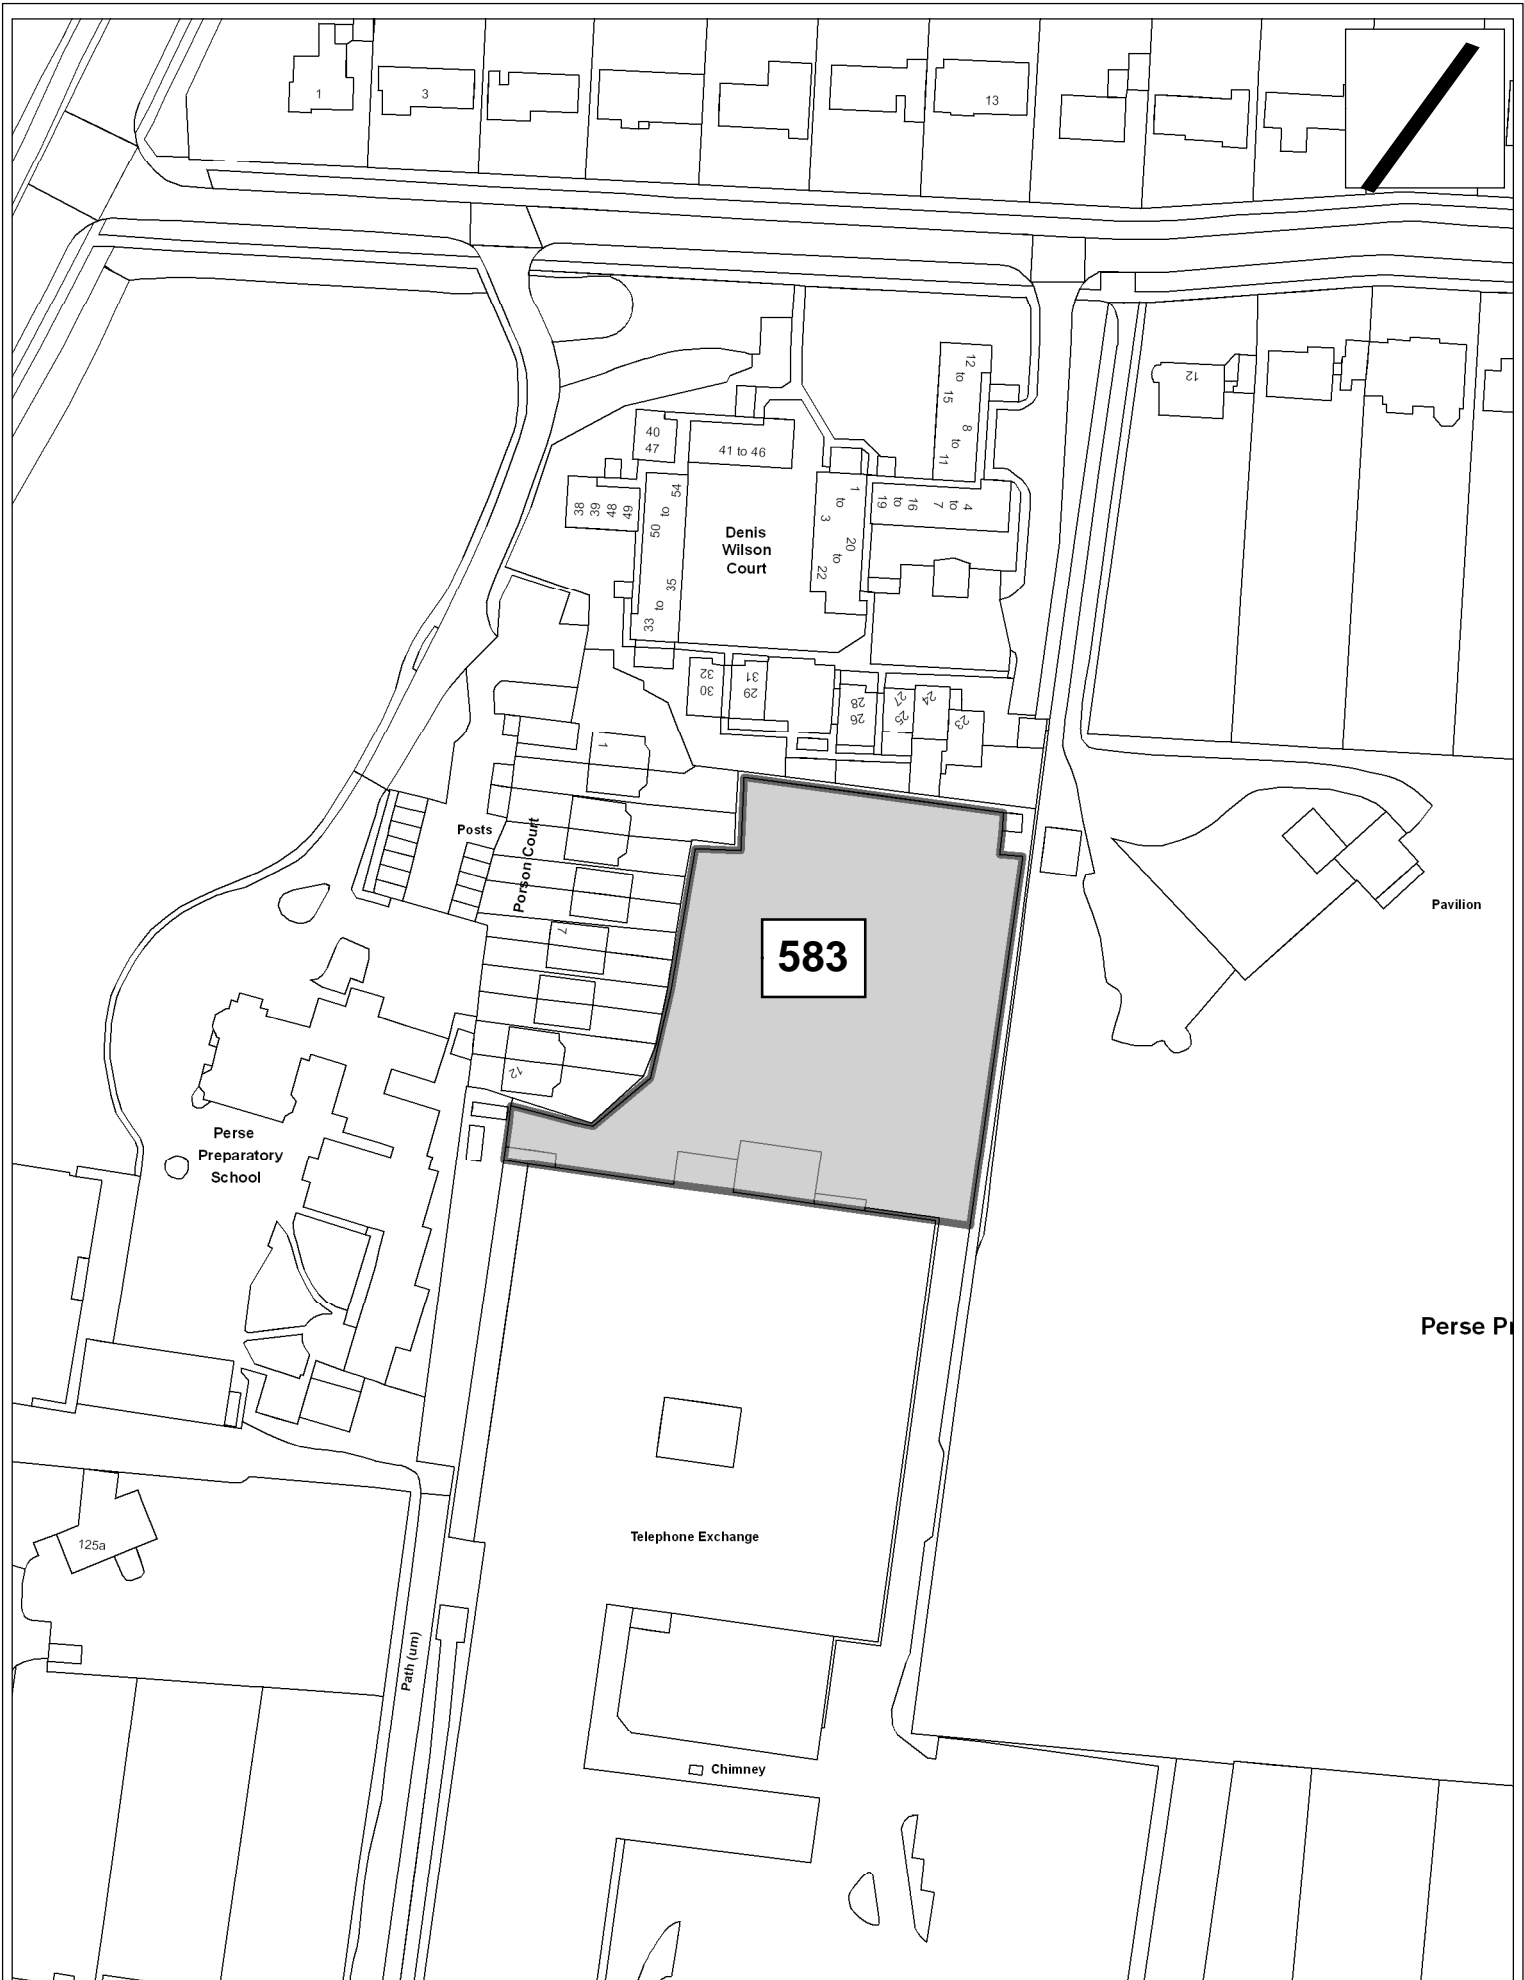 1
3
13
12
12
to
15
8
to
11
40
47
41 to 46
38
39
48
49
50 to 54
33 to 35
Denis
Wilson
Court
1
to
3
20
to
22
19
to
16
7
to
4
32
30
31
29
28
26
27
25
24
23
1
Posts
Porson Court
7
12
583
Pavilion
Perse
Preparatory
School
Perse Pr
Telephone Exchange
125a
Path (um)
Chimney